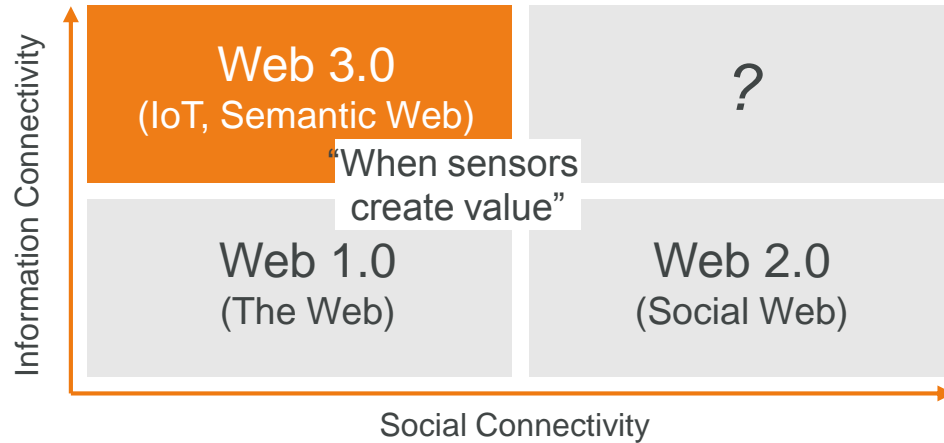 Information Connectivity
Web 3.0
(IoT, Semantic Web)
?
“When sensors
create value”
Web 1.0
(The Web)
Web 2.0
(Social Web)
Social Connectivity